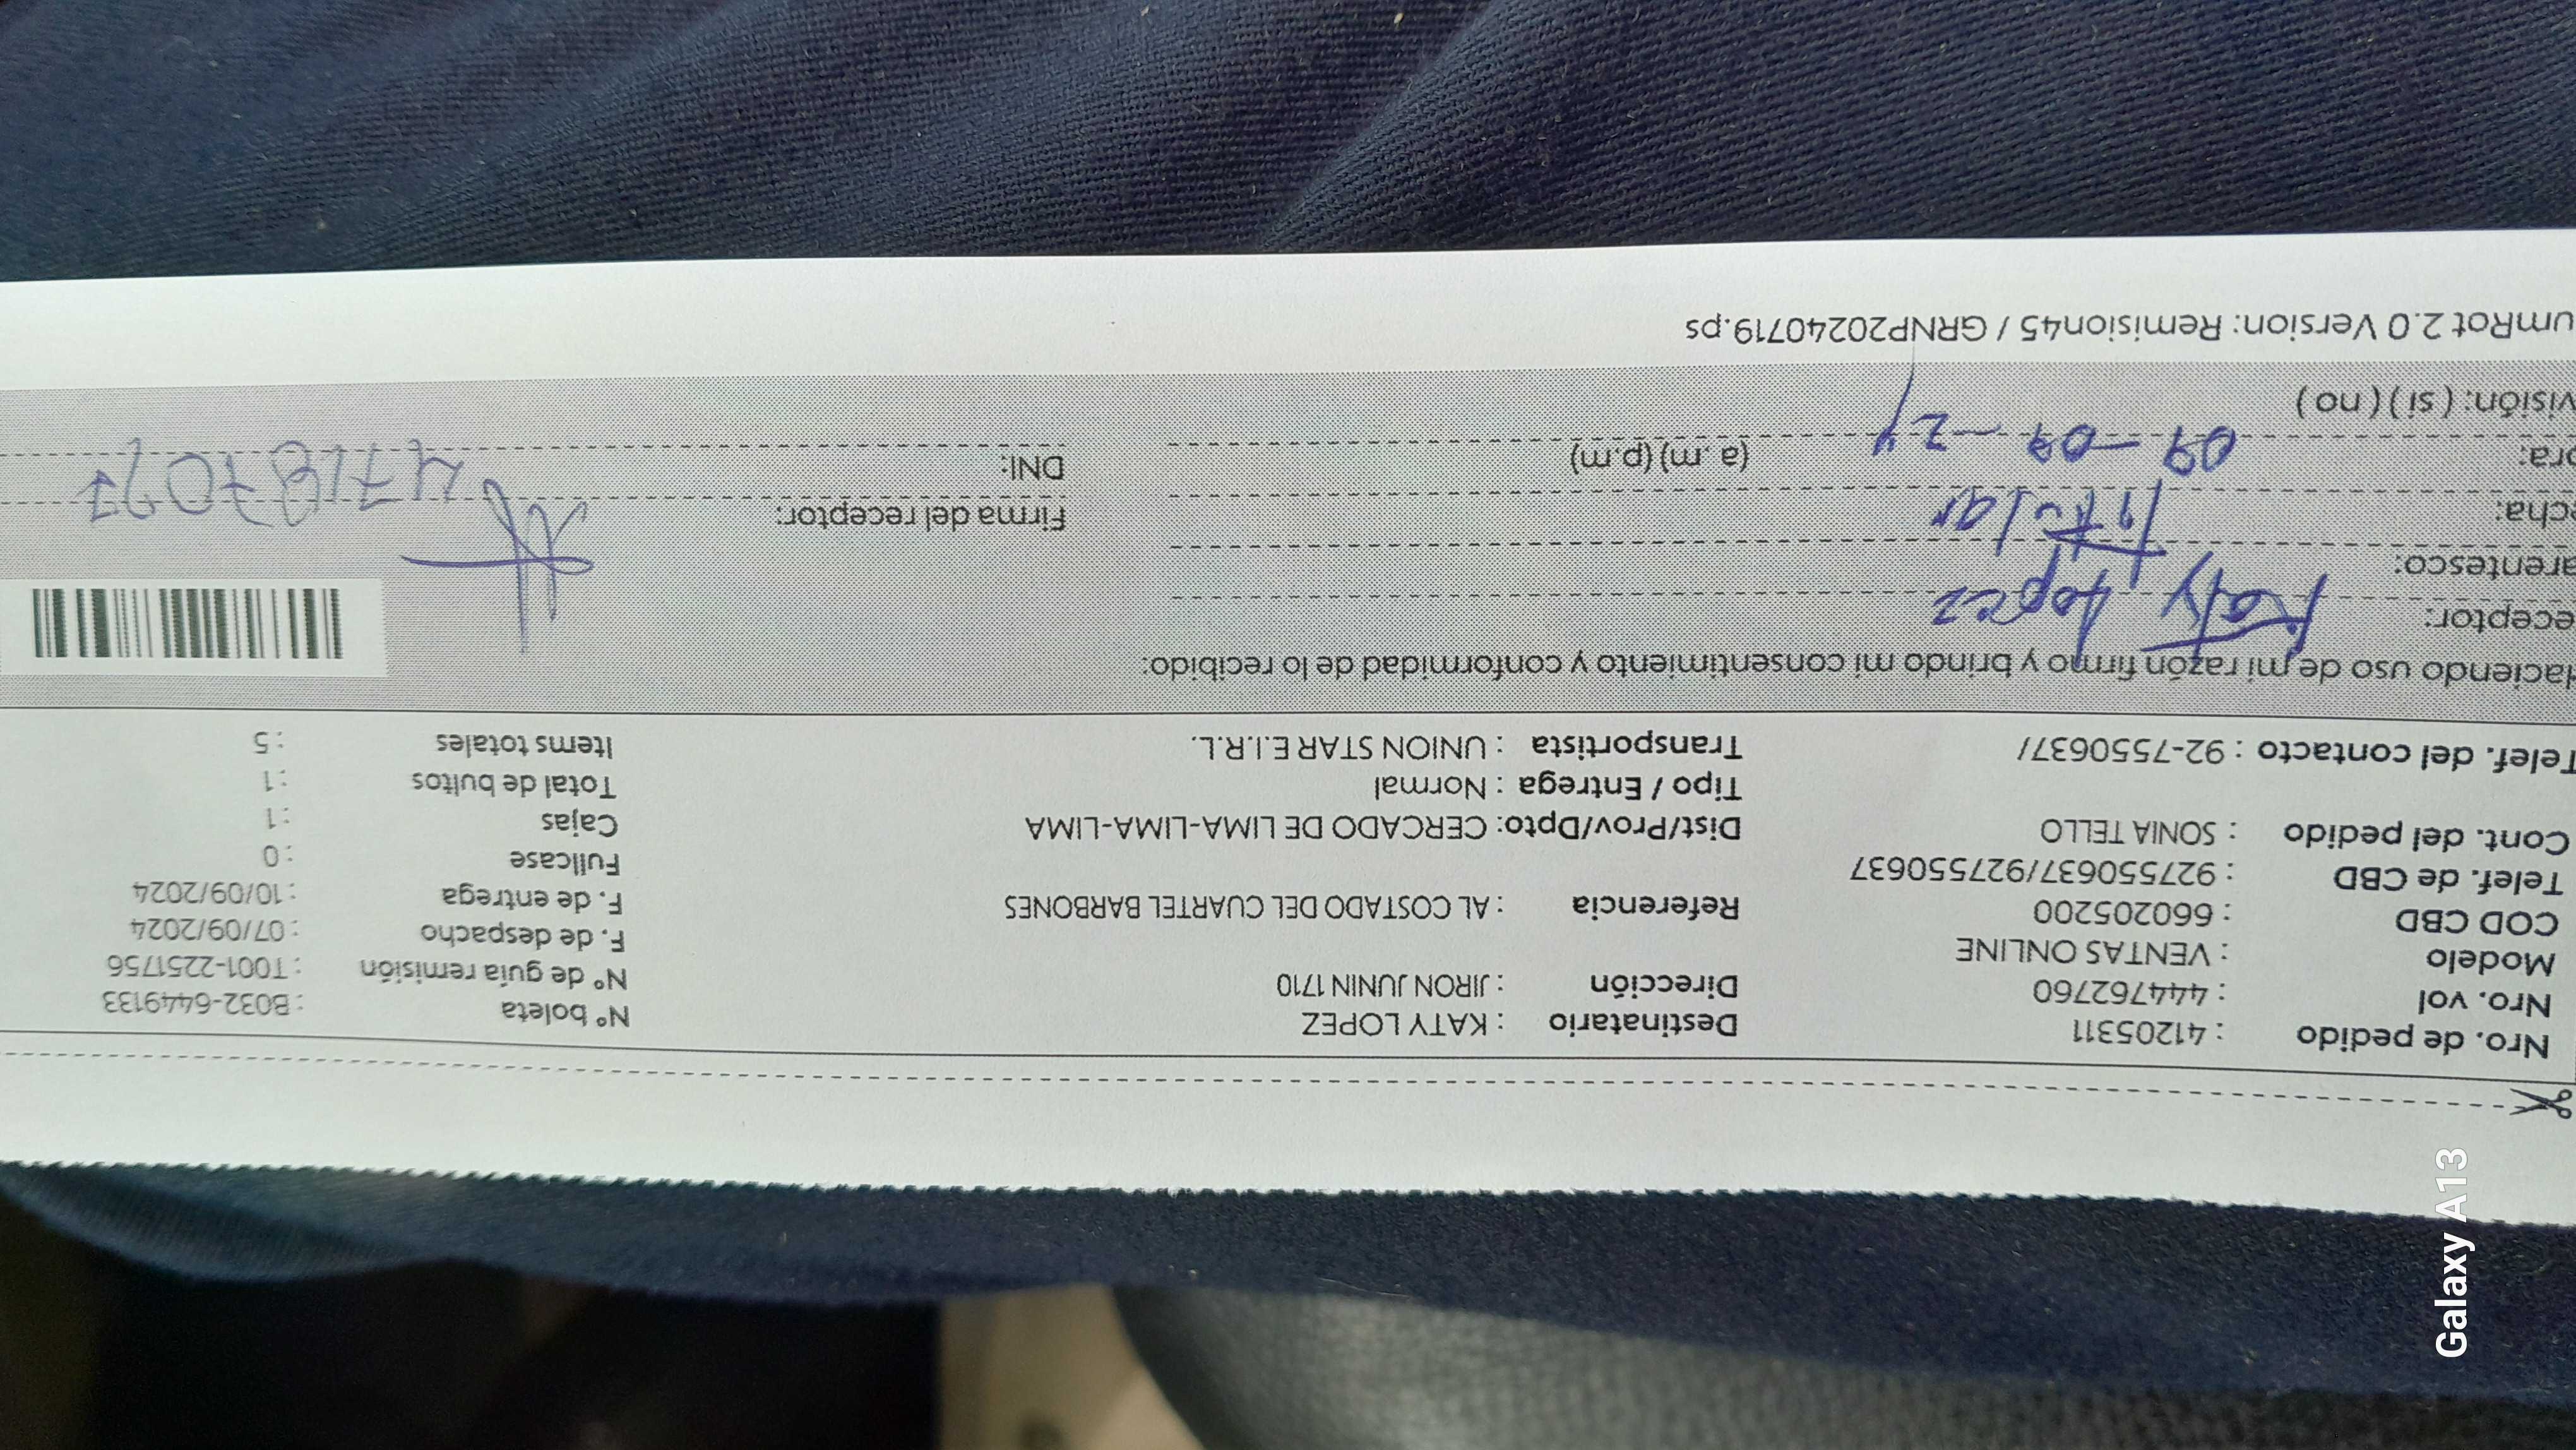 Nro. de pedido : 41205311 Destinatario : KATY LOPEZ N° boleta : B032-6449133
Nro. vol : 444762760 Dirección : JIRON JUNIN 1710 N° de guía remisión : T001-2251756
Modelo : VENTAS ONLINE F. de despacho : 07/09/2024
COD CBD : 660205200 Referencia : AL COSTADO DEL CUARTEL BARBONES F. de entrega : 10/09/2024
Telef. de CBD : 927550637/927550637 Fullcase : 0
Cont. del pedido : SONIA TELLO Dist/Prov/Dpto: CERCADO DE LIMA-LIMA-LIMA Cajas : 1
Tipo / Entrega : Normal Total de bultos : 1
Telef. del contacto : 92-7550637/ Transportista : UNION STAR E.I.R.L. Items totales : 5
Haciendo uso de mi razón firmo y brindo mi consentimiento y conformidad de lo recibido:
eceptor: Katy Lopez
arentesco: Titular
echa: Firma del receptor:
ora: 09-09-24 (a.m) (p.m) DNI:
visión: ( si ) ( no )
umRot 2.0 Version: Remision45 / GRNP20240719.ps
Galaxy A13